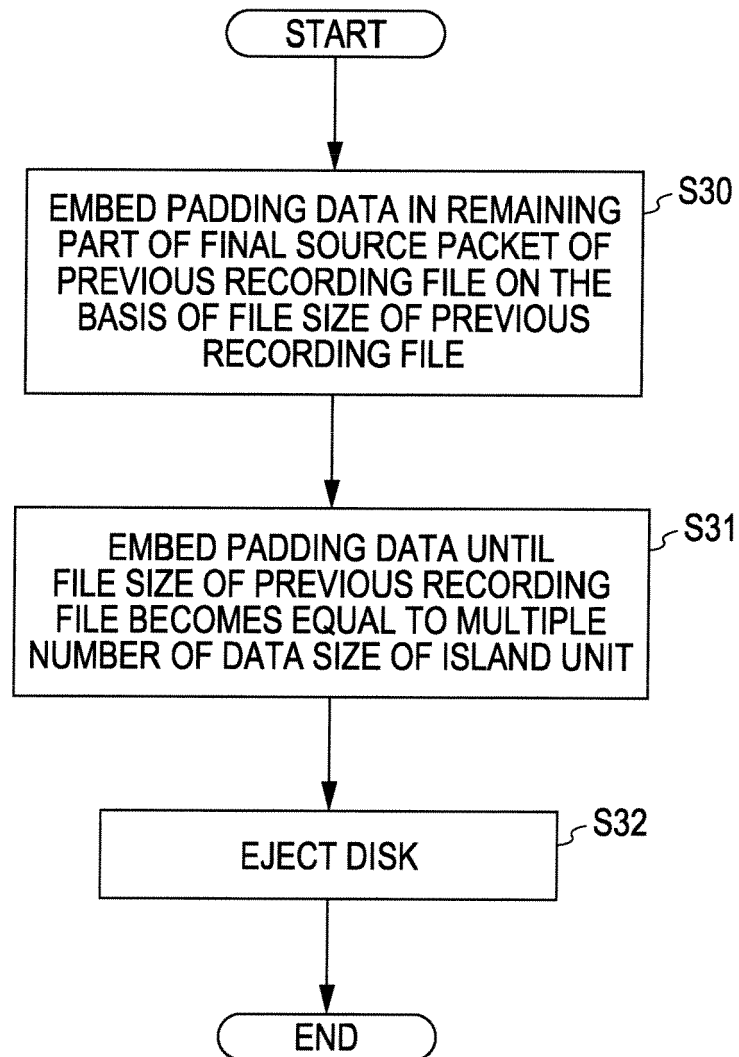 START
S30
EMBED PADDING DATA IN REMAINING
PART OF FINAL SOURCE PACKET OF
PREVIOUS RECORDING FILE ON THE
BASIS OF FILE SIZE OF PREVIOUS
RECORDING FILE
S31
EMBED PADDING DATA UNTIL
FILE SIZE OF PREVIOUS RECORDING
FILE BECOMES EQUAL TO MULTIPLE
NUMBER OF DATA SIZE OF ISLAND UNIT
S32
EJECT DISK
END